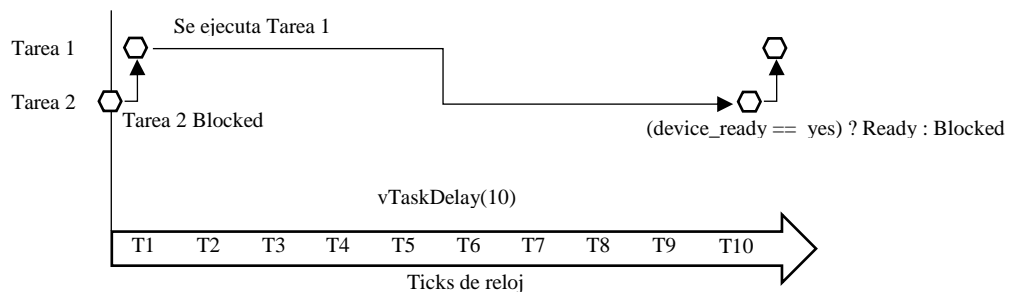 Se ejecuta Tarea 1
Tarea 1
Tarea 2
Tarea 2 Blocked
(device_ready == yes) ? Ready : Blocked
vTaskDelay(10)
T1 T2 T3 T4 T5 T6 T7 T8 T9 T10
Ticks de reloj